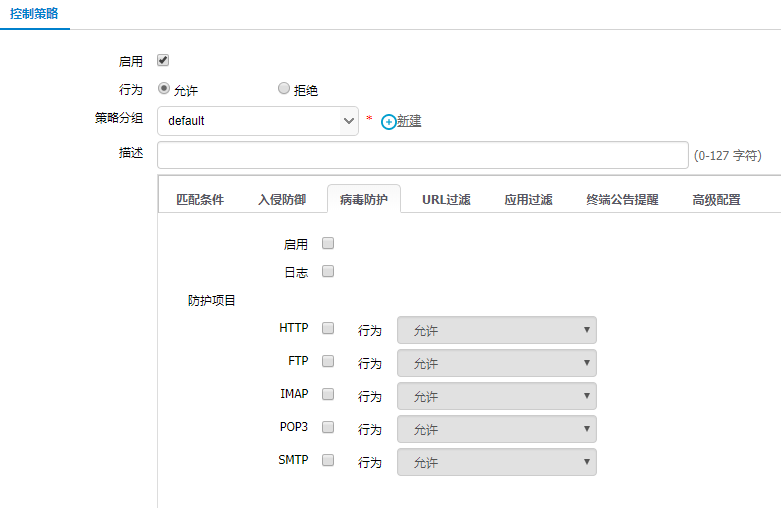 控制策略
启用
行为 允许 拒绝
策略分组 default * 新建
描述 (0-127 字符)
匹配条件 入侵防御 病毒防护 URL过滤 应用过滤 终端公告提醒 高级配置
启用
日志
防护项目
HTTP 行为 允许
FTP 行为 允许
IMAP 行为 允许
POP3 行为 允许
SMTP 行为 允许